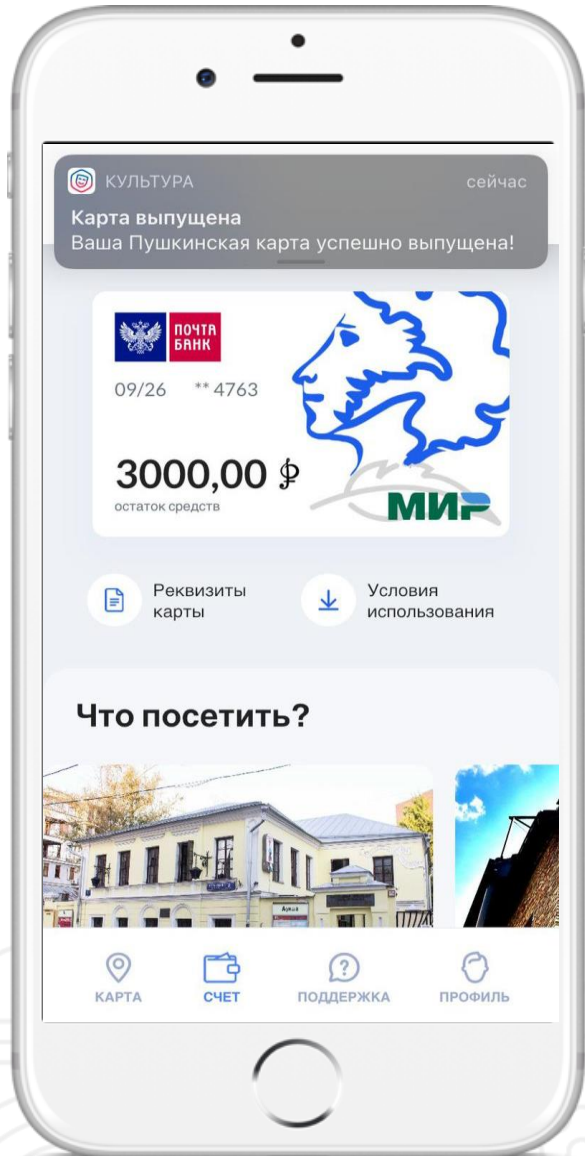 КУЛЬТУРА
сейчас
Карта выпущена
Ваша Пушкинская карта успешно выпущена!
ПОЧТА
БАНК
09/26 ** 4763
3000,00 ₽
остаток средств
МИР
Реквизиты
карты
Условия
использования
Что посетить?
КАРТА
СЧЕТ
ПОДДЕРЖКА
ПРОФИЛЬ